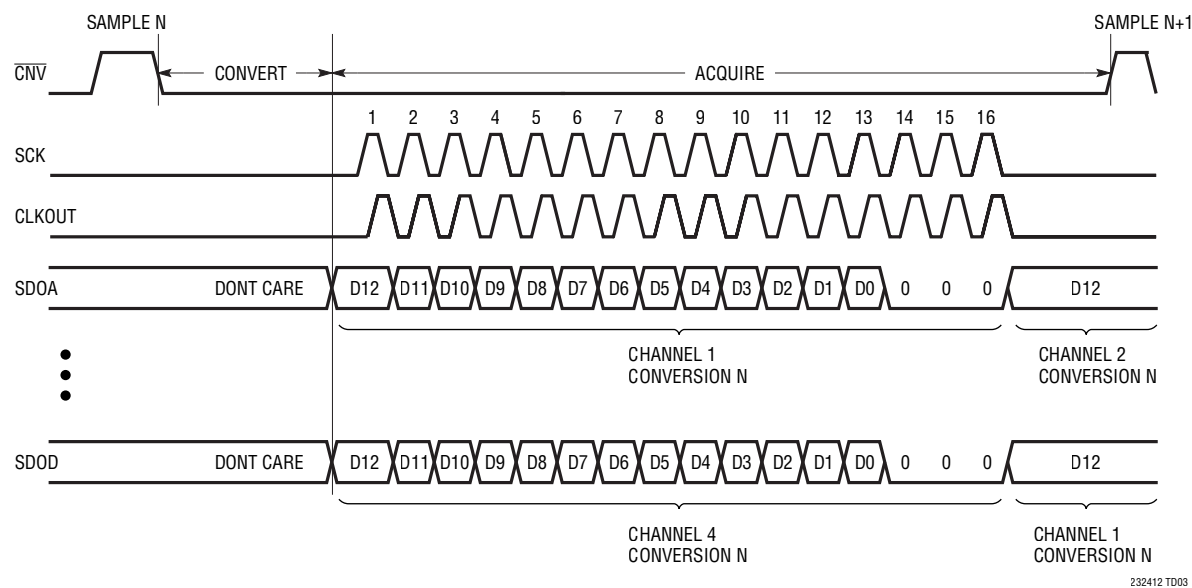 SAMPLE N
SAMPLE N+1
CNV
CONVERT
ACQUIRE
1 2 3 4 5 6 7 8 9 10 11 12 13 14 15 16
SCK
CLKOUT
SDOA
DONT CARE
D12 D11 D10 D9 D8 D7 D6 D5 D4 D3 D2 D1 D0 0 0 0
D12
CHANNEL 1
CONVERSION N
CHANNEL 2
CONVERSION N
SDOD
DONT CARE
D12 D11 D10 D9 D8 D7 D6 D5 D4 D3 D2 D1 D0 0 0 0
D12
CHANNEL 4
CONVERSION N
CHANNEL 1
CONVERSION N
232412 TD03